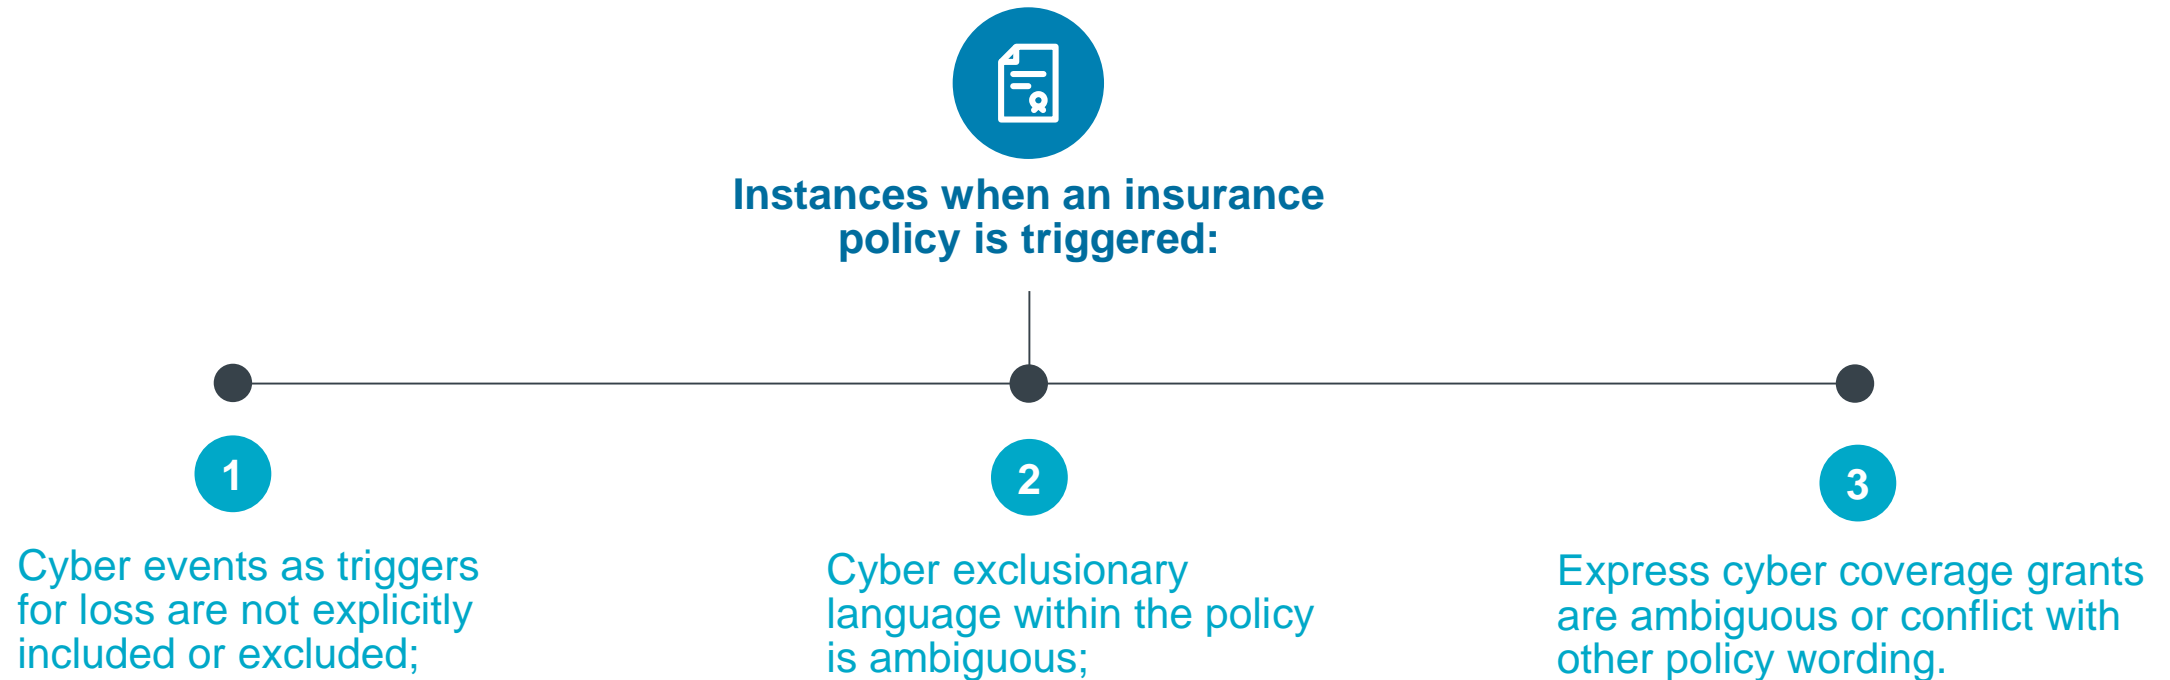 Instances when an insurance
policy is triggered:
1
Cyber events as triggers
for loss are not explicitly
included or excluded;
2
Cyber exclusionary
language within the policy
is ambiguous;
3
Express cyber coverage grants
are ambiguous or conflict with
other policy wording.